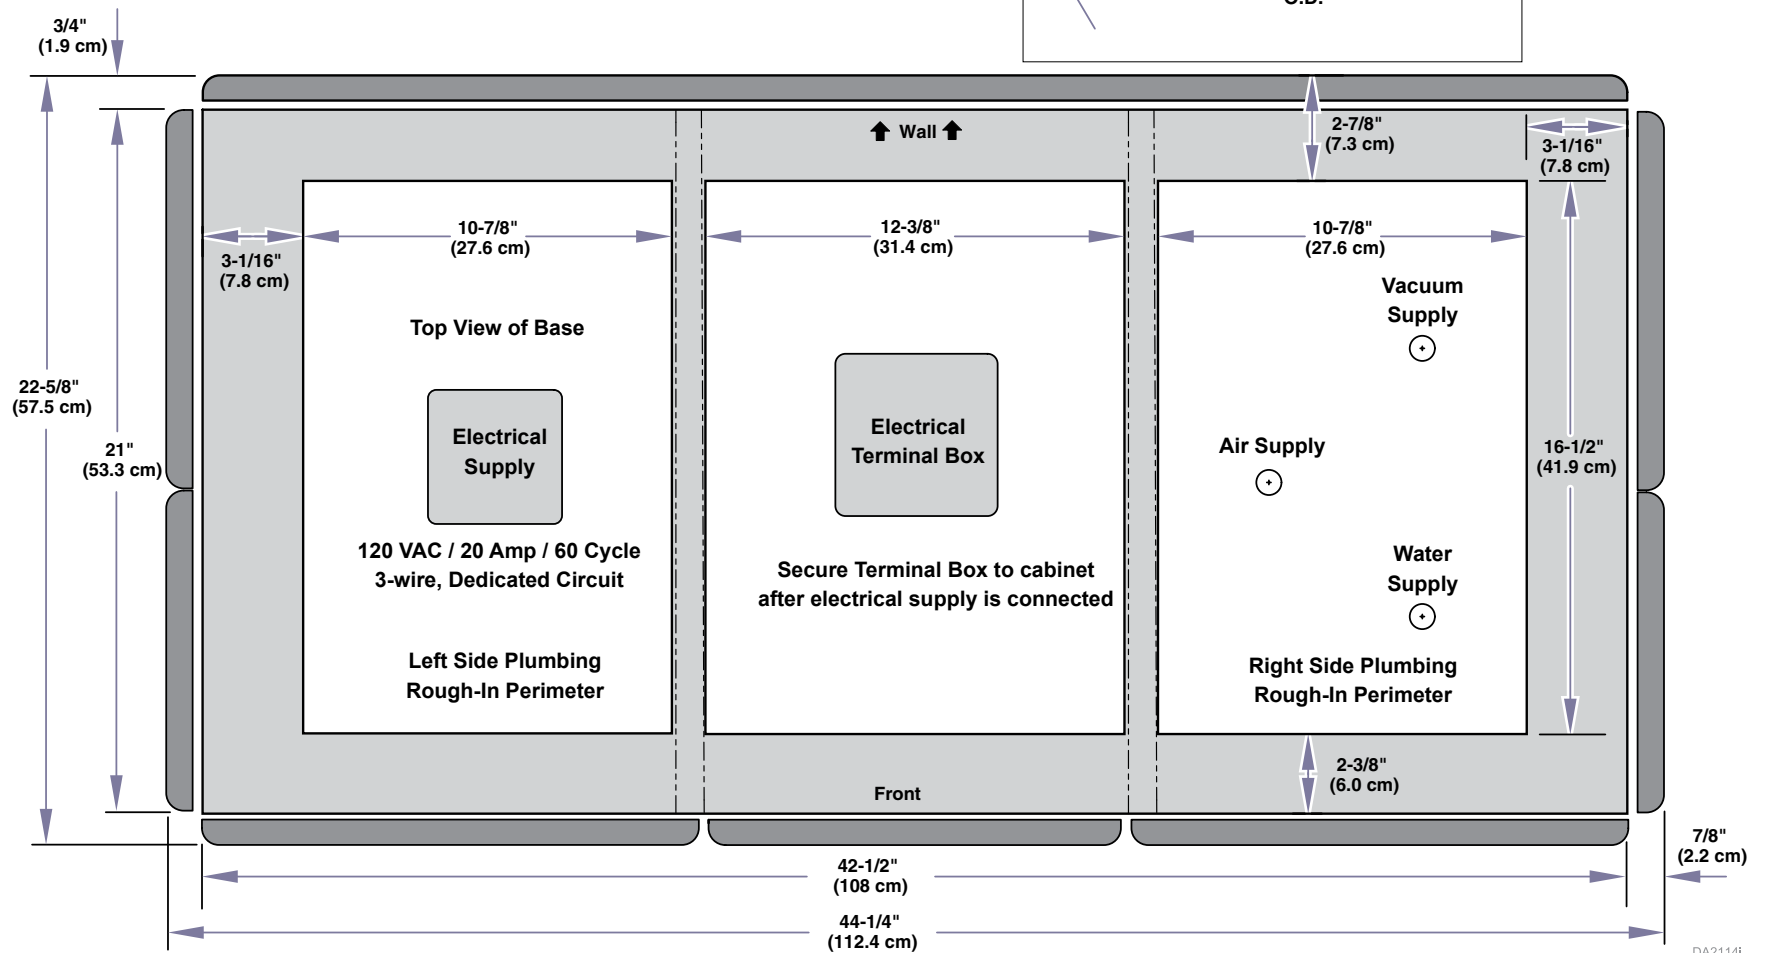 O.D.
3/4"
(1.9 cm)
Wall
2-7/8"
(7.3 cm)
3-1/16"
(7.8 cm)
10-7/8"
(27.6 cm)
12-3/8"
(31.4 cm)
10-7/8"
(27.6 cm)
3-1/16"
(7.8 cm)
Vacuum
Supply
Top View of Base
22-5/8"
(57.5 cm)
21"
(53.3 cm)
Electrical
Supply
Electrical
Terminal Box
Air Supply
16-1/2"
(41.9 cm)
120 VAC / 20 Amp / 60 Cycle
3-wire, Dedicated Circuit
Secure Terminal Box to cabinet
after electrical supply is connected
Water
Supply
Left Side Plumbing
Rough-In Perimeter
Right Side Plumbing
Rough-In Perimeter
2-3/8"
(6.0 cm)
Front
7/8"
(2.2 cm)
42-1/2"
(108 cm)
44-1/4"
(112.4 cm)
DA2114i